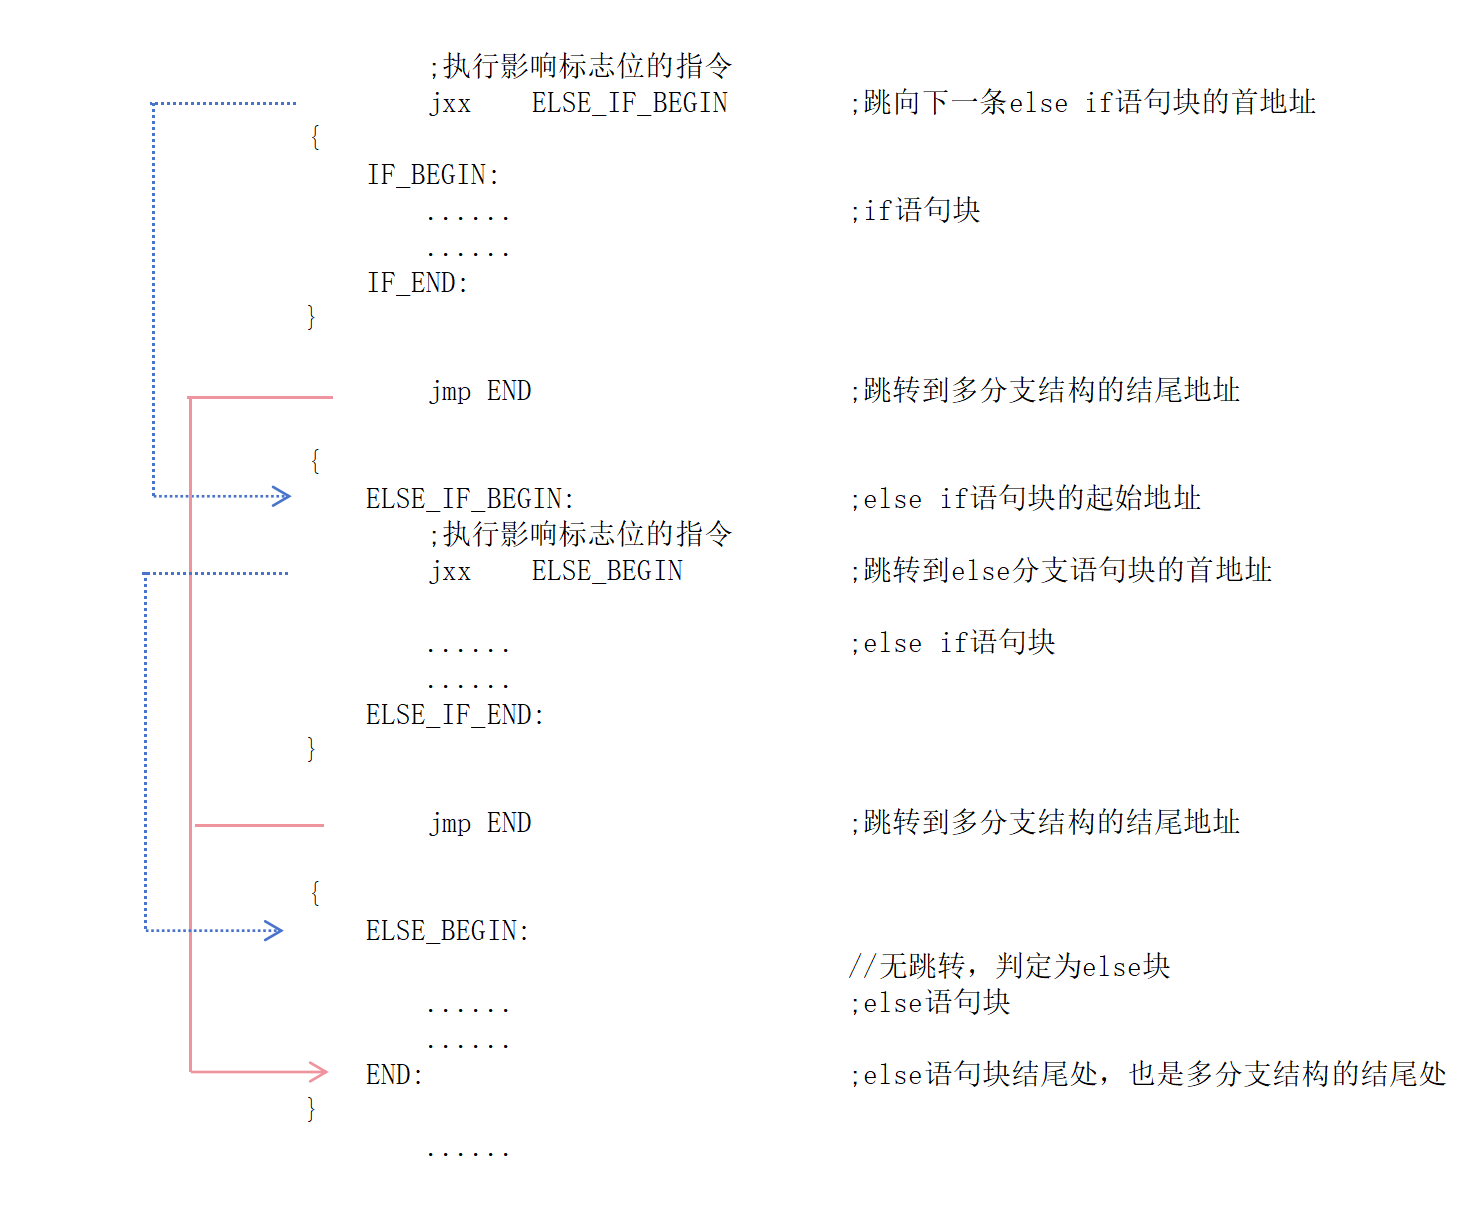 ;执行影响标志位的指令
jxx    ELSE_IF_BEGIN    ;跳向下一条else if语句块的首地址
{
IF_BEGIN:
......    ;if语句块
......
IF_END:
}
jmp END    ;跳转到多分支结构的结尾地址
{
ELSE_IF_BEGIN:    ;else if语句块的起始地址
;执行影响标志位的指令
jxx    ELSE_BEGIN    ;跳转到else分支语句块的首地址
......    ;else if语句块
......
ELSE_IF_END:
}
jmp END    ;跳转到多分支结构的结尾地址
{
ELSE_BEGIN:
//无跳转，判定为else块
......    ;else语句块
......
END:    ;else语句块结尾处，也是多分支结构的结尾处
}
......